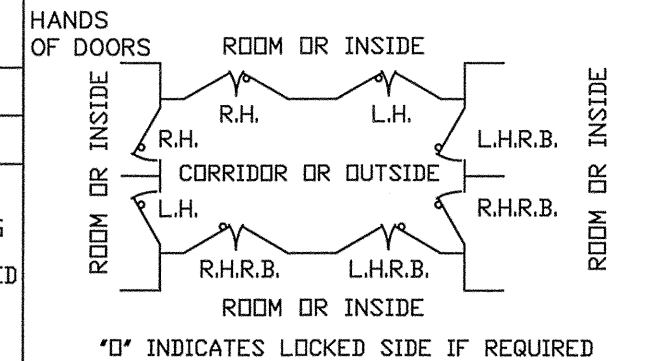 HANDS
OF DOORS
ROOM OR INSIDE
ROOM OR INSIDE
R.H.
L.H.
R.H.
L.H.R.B.
ROOM OR INSIDE
CORRIDOR OR OUTSIDE
L.H.
R.H.R.B.
R.H.R.B.
L.H.R.B.
ROOM OR INSIDE
"O" INDICATES LOCKED SIDE IF REQUIRED